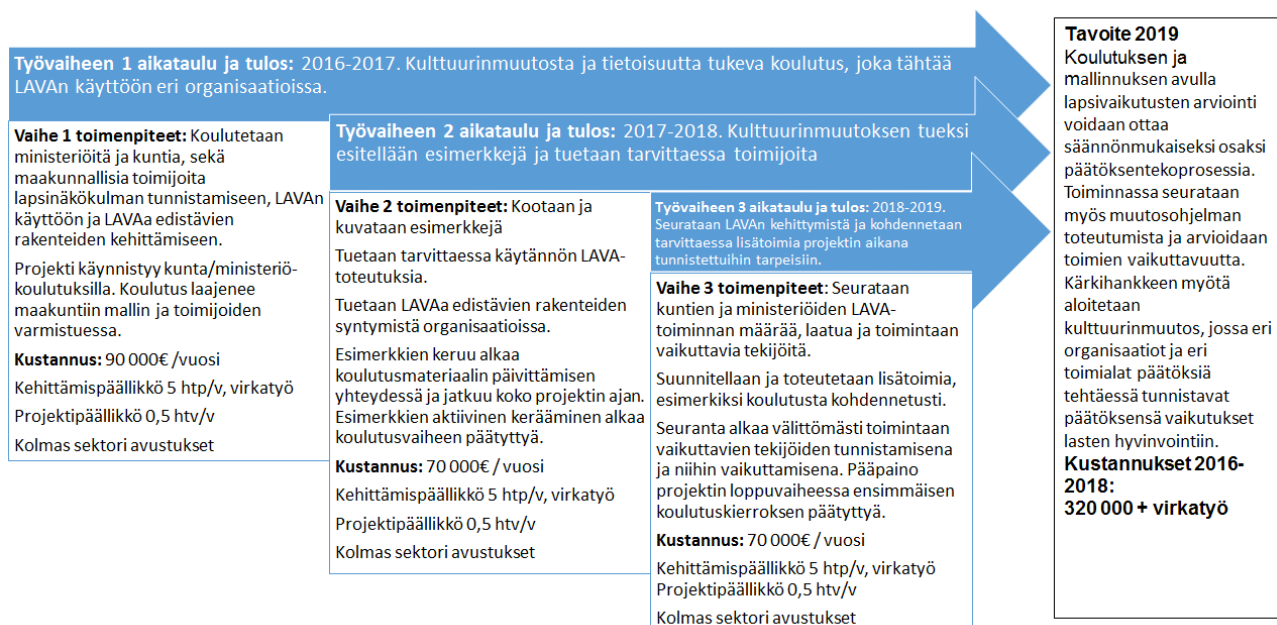 Työvaiheen 1 aikataulu ja tulos: 2016-2017. Kulttuurinmuutosta ja tietoisuutta tukeva koulutus, joka tähtää
LAVAn käyttöön eri organisaatioissa.
Vaihe 1 toimenpiteet: Koulutetaan
ministeriöitä ja kuntia, sekä
maakunnallisia toimijoita
lapsinäkökulman tunnistamiseen, LAVAn
käyttöön ja LAVAa edistävien
rakenteiden kehittämiseen.
Projekti käynnistyy kunta/ministeriö-
koulutuksilla. Koulutus laajenee
maakuntiin mallin ja toimijoiden
varmistuessa.
Kustannus: 90 000€ /vuosi
Kehittämispäällikkö 5 htp/v, virkatyö
Projektipäällikkö 0,5 htv/v
Kolmas sektori avustukset
Työvaiheen 2 aikataulu ja tulos: 2017-2018. Kulttuurinmuutoksen tueksi
esitellään esimerkkejä ja tuetaan tarvittaessa toimijoita
Vaihe 2 toimenpiteet: Kootaan ja
kuvataan esimerkkejä
Tuetaan tarvittaessa käytännön LAVA-
toteutuksia.
Tuetaan LAVAa edistävien rakenteiden
syntymistä organisaatioissa.
Esimerkkien keruu alkaa
koulutusmateriaalin päivittämisen
yhteydessä ja jatkuu koko projektin ajan.
Esimerkkien aktiivinen kerääminen alkaa
koulutusvaiheen päätyttyä.
Kustannus: 70 000€ / vuosi
Kehittämispäällikkö 5 htp/v, virkatyö
Projektipäällikkö 0,5 htv/v
Kolmas sektori avustukset
Työvaiheen 3 aikataulu ja tulos: 2018-2019.
Seurataan LAVAn kehittymistä ja kohdennetaan
tarvittaessa lisätoimia projektin aikana
tunnistettuihin tarpeisiin.
Vaihe 3 toimenpiteet: Seurataan
kuntien ja ministeriöiden LAVA-
toiminnan määrää, laatua ja toimintaan
vaikuttavia tekijöitä.
Suunnitellaan ja toteutetaan lisätoimia,
esimerkiksi koulutusta kohdennetusti.
Seuranta alkaa välittömästi toimintaan
vaikuttavien tekijöiden tunnistamisena
ja niihin vaikuttamisena. Pääpaino
projektin loppuvaiheessa ensimmäisen
koulutuskierroksen päätyttyä.
Kustannus: 70 000€ / vuosi
Kehittämispäällikkö 5 htp/v, virkatyö
Projektipäällikkö 0,5 htv/v
Kolmas sektori avustukset
Tavoite 2019
Koulutuksen ja
mallinnuksen avulla
lapsivaikutusten arviointi
voidaan ottaa
säännönmukaiseksi osaksi
päätöksentekoprosessia.
Toiminnassa seurataan
myös muutosohjelman
toteutumista ja arvioidaan
toimien vaikuttavuutta.
Kärkihankkeen myötä
aloitetaan
kulttuurinmuutos, jossa eri
organisaatiot ja eri
toimialat päätöksiä
tehtäessä tunnistavat
päätöksensä vaikutukset
lasten hyvinvointiin.
Kustannukset 2016-
2018:
320 000 + virkatyö